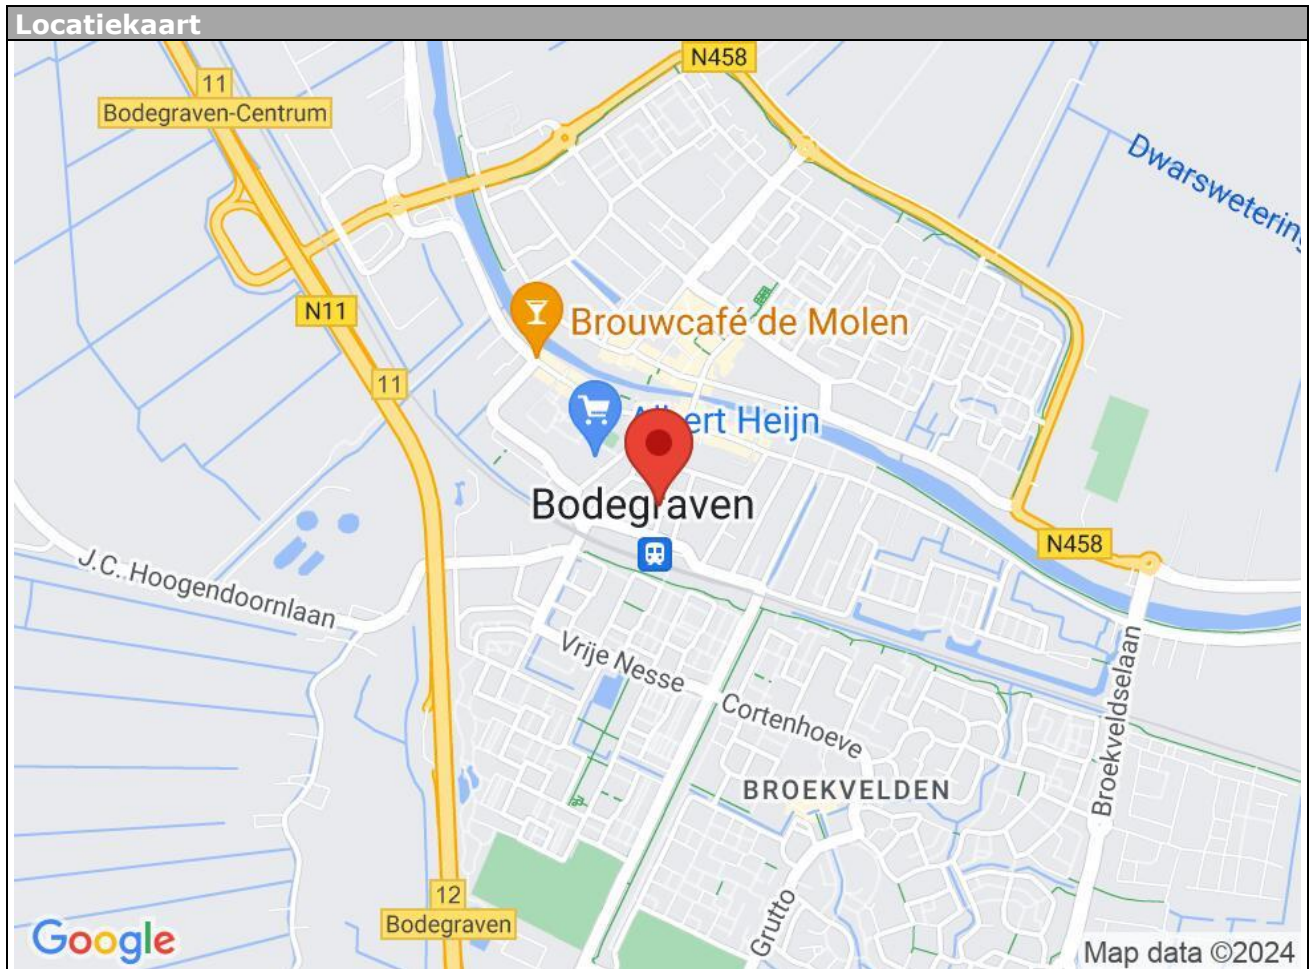 Locatiekaart
N458
11
Bodegraven-Centrum
Dwarswetering
N11
Brouwcafé de Molen
11
Albert Heijn
Bodegraven
N458
J.C. Hoogendoornlaan
Vrije Nesse
Cortenhoeve
Broekveldselaan
BROEKVELDEN
12
Bodegraven
Grutto
Google
Map data ©2024